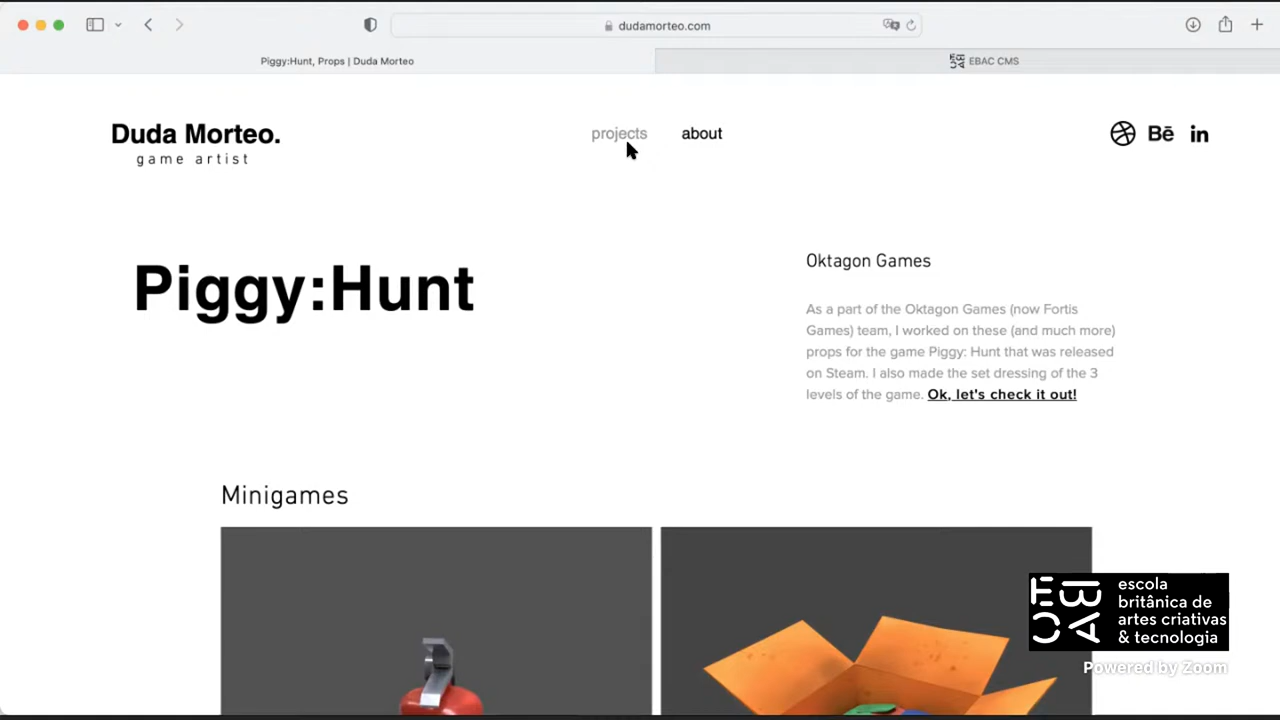 dudamorteo.com
Piggy:Hunt, Props | Duda Morteo
EBAC CMS
Duda Morteo.
game artist
projects
about
Bē
in
Piggy:Hunt
Oktagon Games
As a part of the Oktagon Games (now Fortis
Games) team, I worked on these (and much more)
props for the game Piggy: Hunt that was released
on Steam. I also made the set dressing of the 3
levels of the game. Ok, let's check it out!
Minigames
EBAC
escola
britânica de
artes criativas
& tecnologia
Powered by Zoom